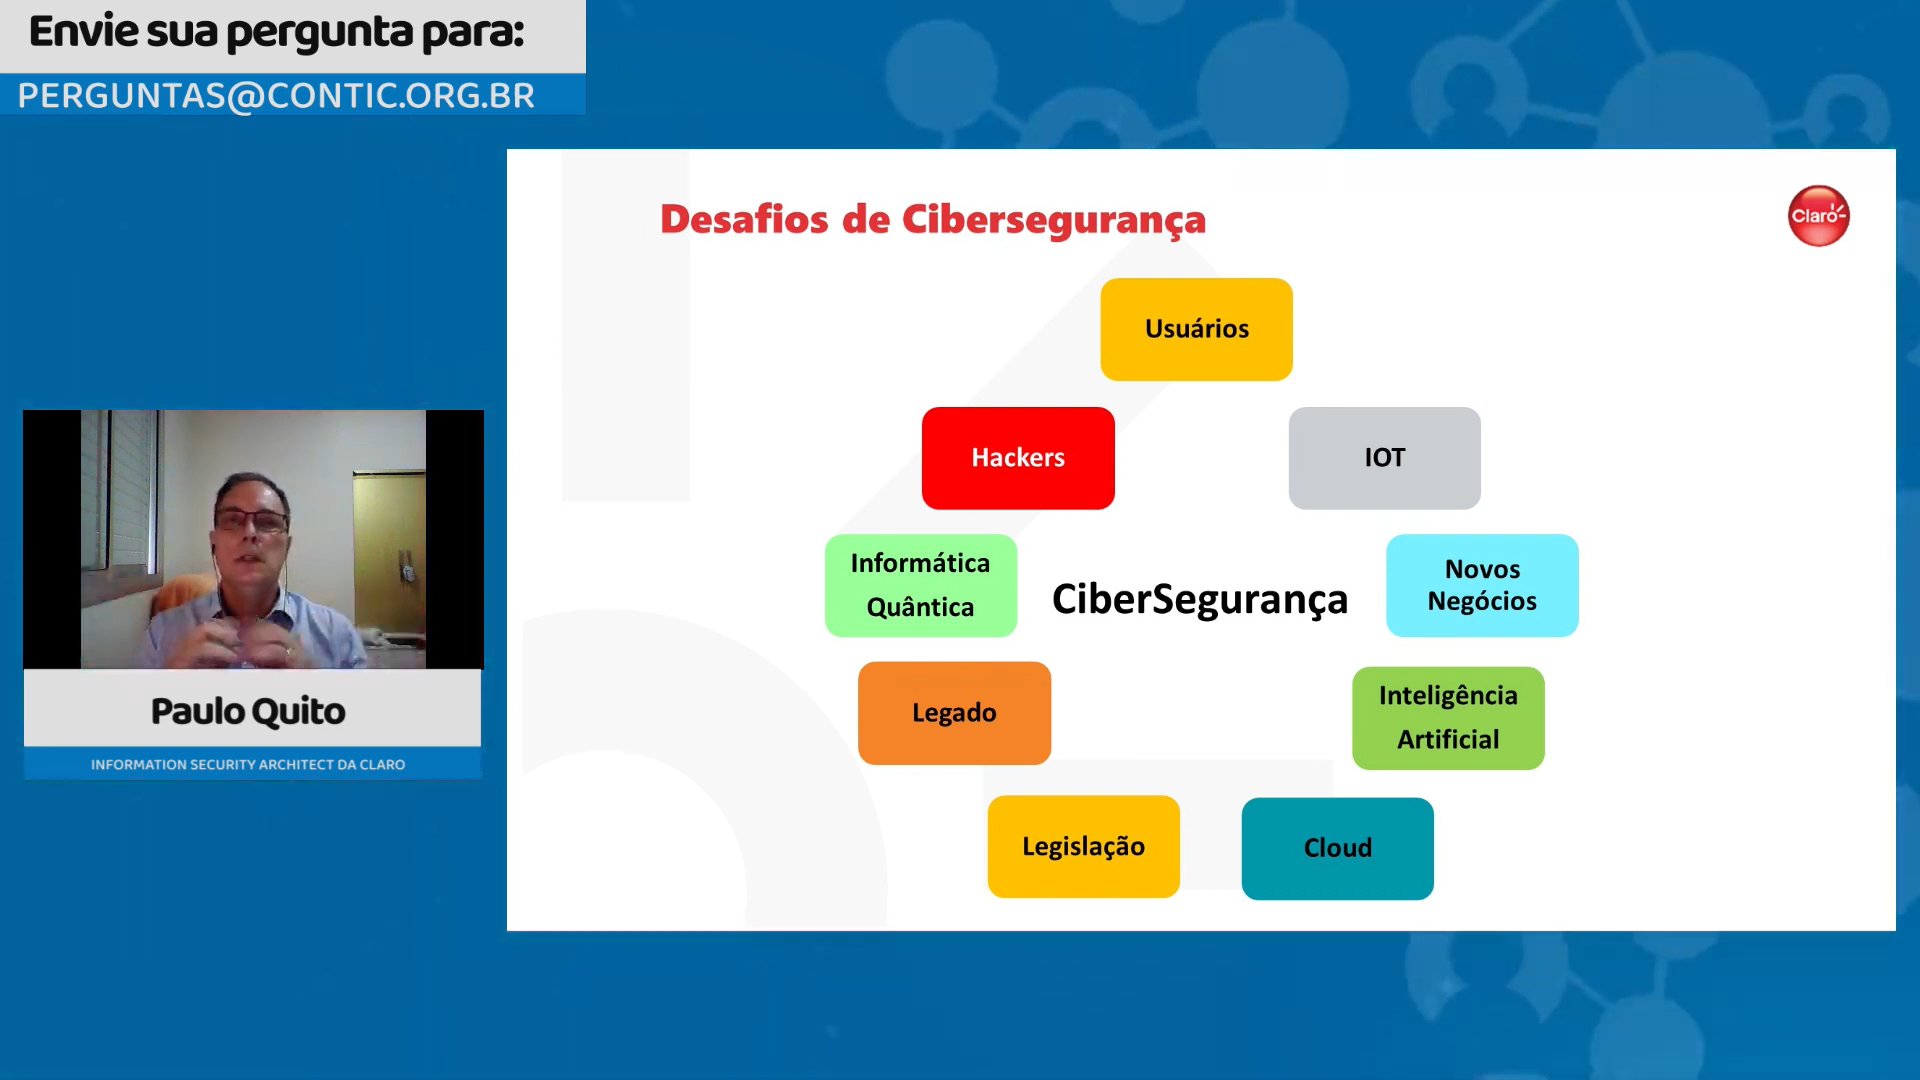 Envie sua pergunta para:
PERGUNTAS@CONTIC.ORG.BR
Desafios de Cibersegurança
Claro
Usuários
Hackers
IOT
Informática
Quântica
CiberSegurança
Novos
Negócios
Legado
Inteligência
Artificial
Legislação
Cloud
Paulo Quito
INFORMATION SECURITY ARCHITECT DA CLARO